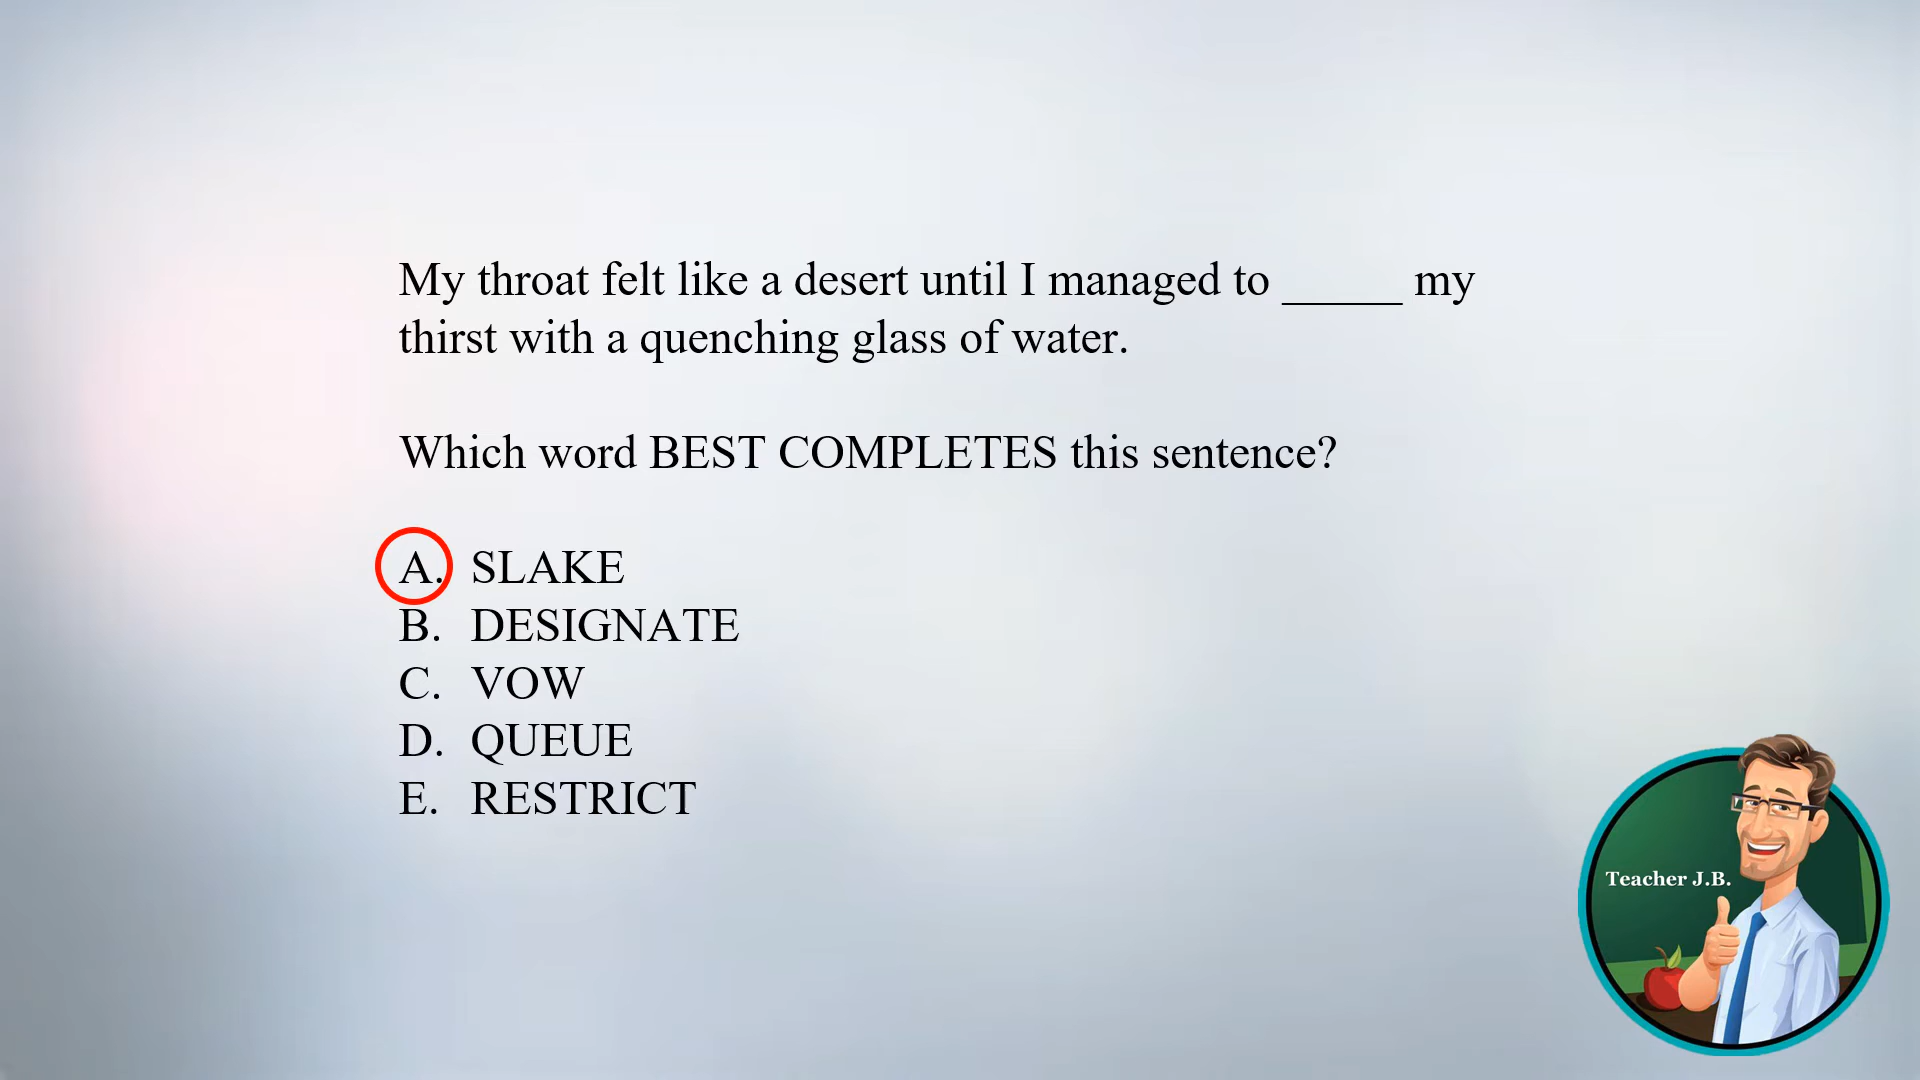 My throat felt like a desert until I managed to _____ my
thirst with a quenching glass of water.
Which word BEST COMPLETES this sentence?
A. SLAKE
B. DESIGNATE
C. VOW
D. QUEUE
E. RESTRICT
Teacher J.B.